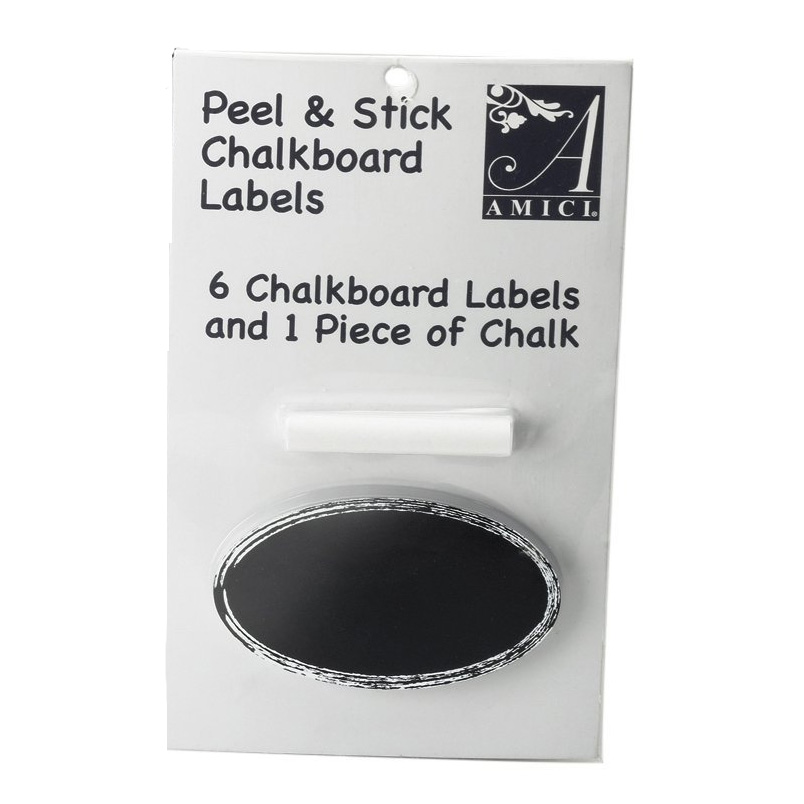 Peel & Stick
Chalkboard
Labels
A
AMICI®
6 Chalkboard Labels
and 1 Piece of Chalk